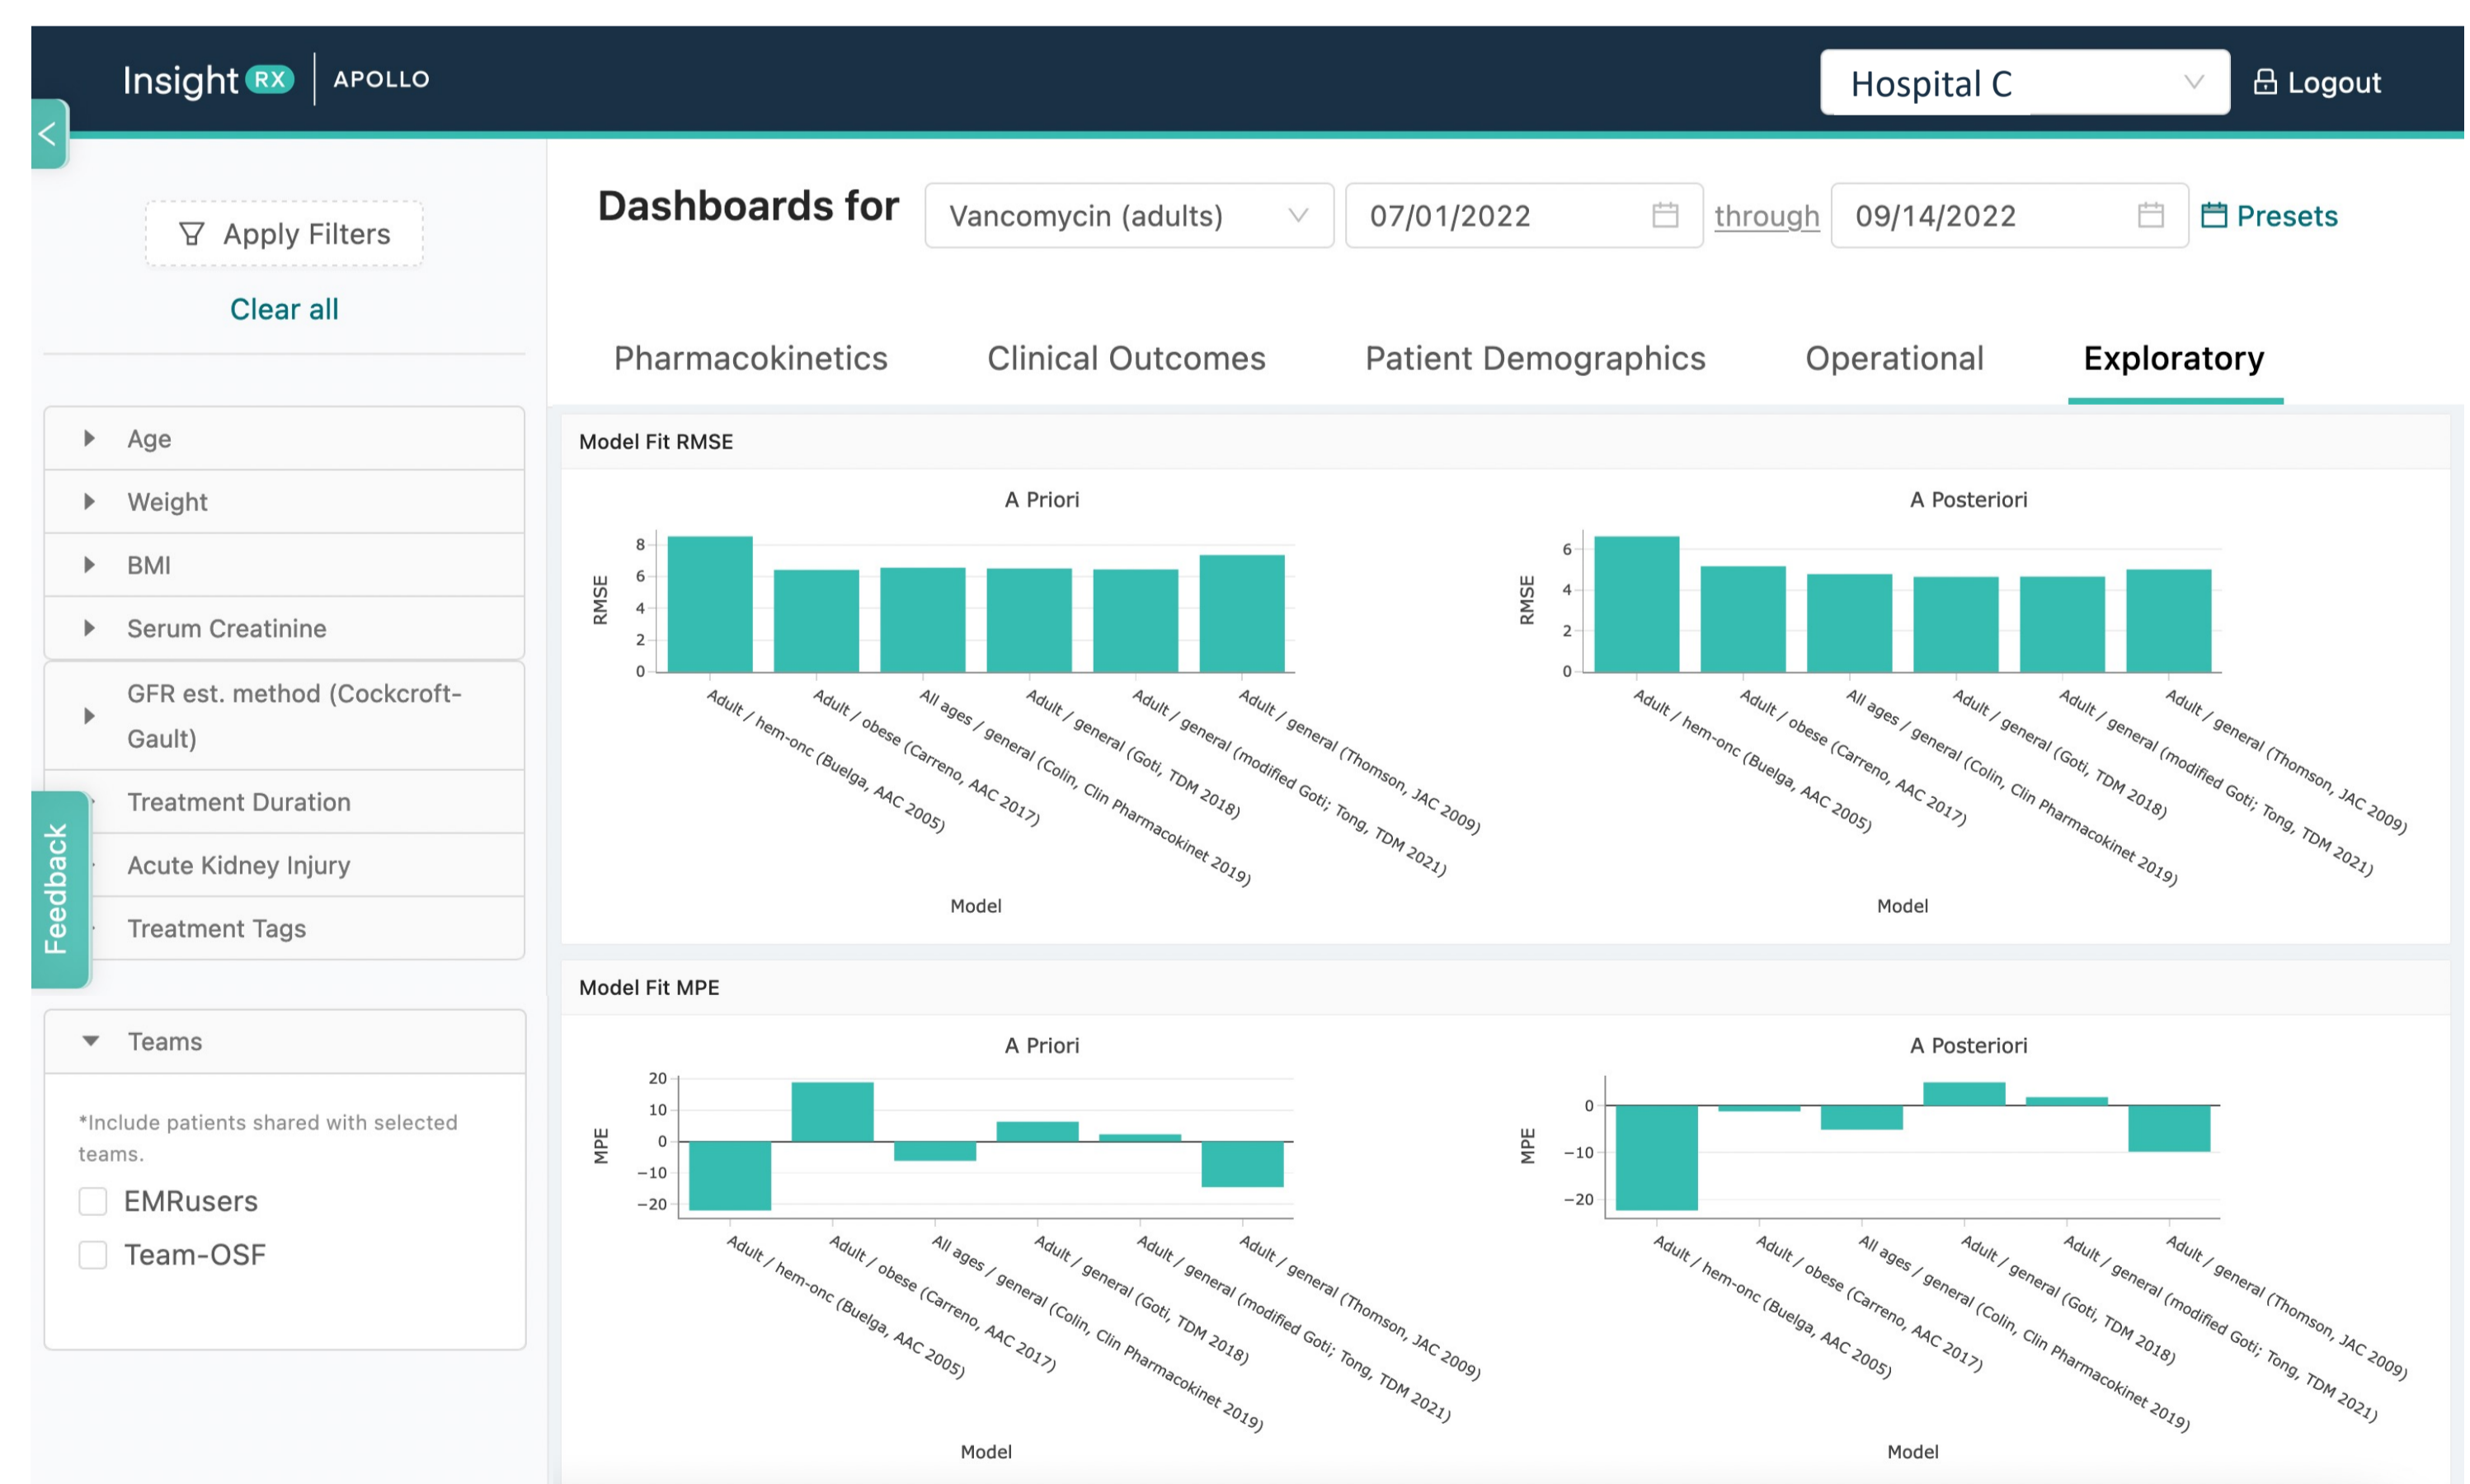 Insight RX | APOLLO
Hospital C
Logout
<
Apply Filters
Clear all
Age
Weight
BMI
Serum Creatinine
GFR est. method (Cockcroft-
Gault)
Treatment Duration
Acute Kidney Injury
Treatment Tags
Feedback
Teams
*Include patients shared with selected
teams.
EMRusers
Team-OSF
Dashboards for
Vancomycin (adults)
07/01/2022
through
09/14/2022
Presets
Pharmacokinetics
Clinical Outcomes
Patient Demographics
Operational
Exploratory
Model Fit RMSE
A Priori
RMSE
8
6
4
2
0
Adult / hem-onc (Buelga, AAC 2005)
Adult / obese (Carreno, AAC 2017)
All ages / general (Colin, Clin Pharmacokinet 2019)
Adult / general (Goti, TDM 2018)
Adult / general (modified Goti; Tong, TDM 2021)
Adult / general (Thomson, JAC 2009)
Model
A Posteriori
RMSE
6
4
2
0
Adult / hem-onc (Buelga, AAC 2005)
Adult / obese (Carreno, AAC 2017)
All ages / general (Colin, Clin Pharmacokinet 2019)
Adult / general (Goti, TDM 2018)
Adult / general (modified Goti; Tong, TDM 2021)
Adult / general (Thomson, JAC 2009)
Model
Model Fit MPE
A Priori
MPE
20
10
0
−10
−20
Adult / hem-onc (Buelga, AAC 2005)
Adult / obese (Carreno, AAC 2017)
All ages / general (Colin, Clin Pharmacokinet 2019)
Adult / general (Goti, TDM 2018)
Adult / general (modified Goti; Tong, TDM 2021)
Adult / general (Thomson, JAC 2009)
Model
A Posteriori
MPE
0
−10
−20
Adult / hem-onc (Buelga, AAC 2005)
Adult / obese (Carreno, AAC 2017)
All ages / general (Colin, Clin Pharmacokinet 2019)
Adult / general (Goti, TDM 2018)
Adult / general (modified Goti; Tong, TDM 2021)
Adult / general (Thomson, JAC 2009)
Model